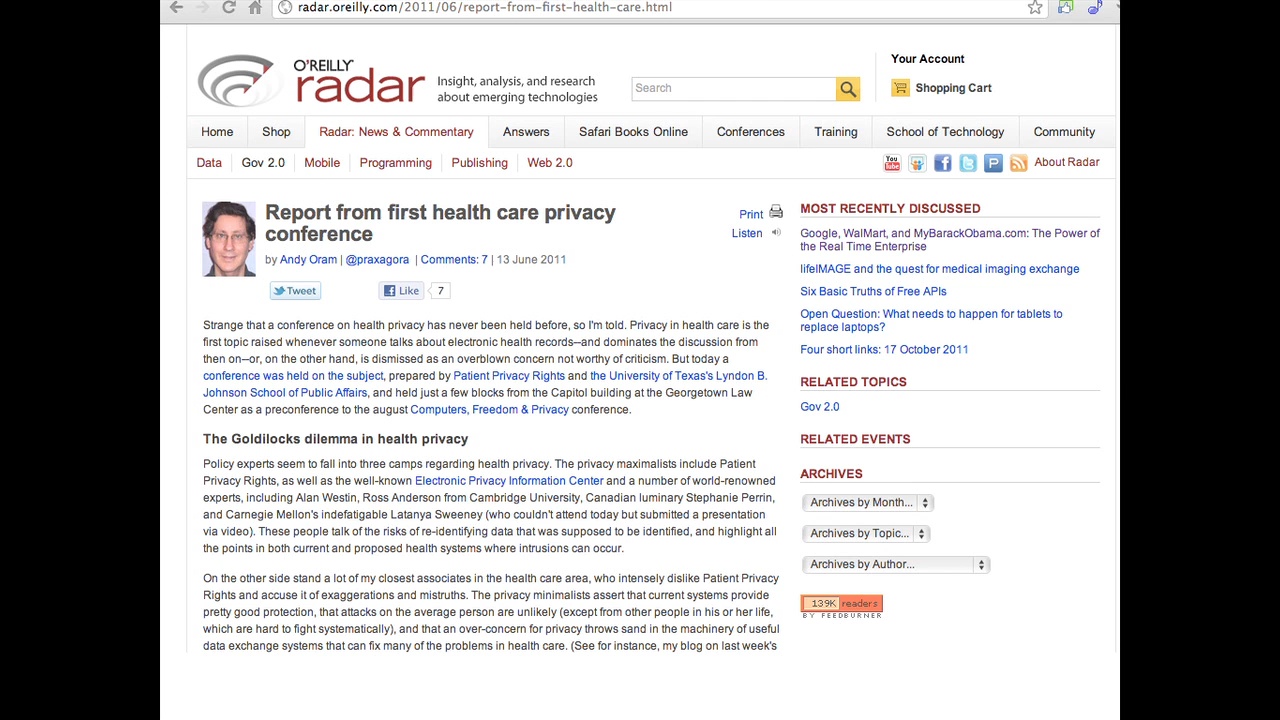 radar.oreilly.com/2011/06/report-from-first-health-care.html
O'REILLY
radar
Insight, analysis, and research
about emerging technologies
Search
Your Account
Shopping Cart
Home
Shop
Radar: News & Commentary
Answers
Safari Books Online
Conferences
Training
School of Technology
Community
Data
Gov 2.0
Mobile
Programming
Publishing
Web 2.0
You
Tube
About Radar
Report from first health care privacy
conference
by Andy Oram | @praxagora | Comments: 7 | 13 June 2011
Print
Listen
Tweet
Like
7
Strange that a conference on health privacy has never been held before, so I'm told. Privacy in health care is the
first topic raised whenever someone talks about electronic health records—and dominates the discussion from
then on—or, on the other hand, is dismissed as an overblown concern not worthy of criticism. But today a
conference was held on the subject, prepared by Patient Privacy Rights and the University of Texas's Lyndon B.
Johnson School of Public Affairs, and held just a few blocks from the Capitol building at the Georgetown Law
Center as a preconference to the august Computers, Freedom & Privacy conference.
The Goldilocks dilemma in health privacy
Policy experts seem to fall into three camps regarding health privacy. The privacy maximalists include Patient
Privacy Rights, as well as the well-known Electronic Privacy Information Center and a number of world-renowned
experts, including Alan Westin, Ross Anderson from Cambridge University, Canadian luminary Stephanie Perrin,
and Carnegie Mellon's indefatigable Latanya Sweeney (who couldn't attend today but submitted a presentation
via video). These people talk of the risks of re-identifying data that was supposed to be identified, and highlight all
the points in both current and proposed health systems where intrusions can occur.
On the other side stand a lot of my closest associates in the health care area, who intensely dislike Patient Privacy
Rights and accuse it of exaggerations and mistruths. The privacy minimalists assert that current systems provide
pretty good protection, that attacks on the average person are unlikely (except from other people in his or her life,
which are hard to fight systematically), and that an over-concern for privacy throws sand in the machinery of useful
data exchange systems that can fix many of the problems in health care. (See for instance, my blog on last week's
MOST RECENTLY DISCUSSED
Google, WalMart, and MyBarackObama.com: The Power of
the Real Time Enterprise
lifeIMAGE and the quest for medical imaging exchange
Six Basic Truths of Free APIs
Open Question: What needs to happen for tablets to
replace laptops?
Four short links: 17 October 2011
RELATED TOPICS
Gov 2.0
RELATED EVENTS
ARCHIVES
Archives by Month...
Archives by Topic...
Archives by Author...
139K readers
BY FEEDBURNER